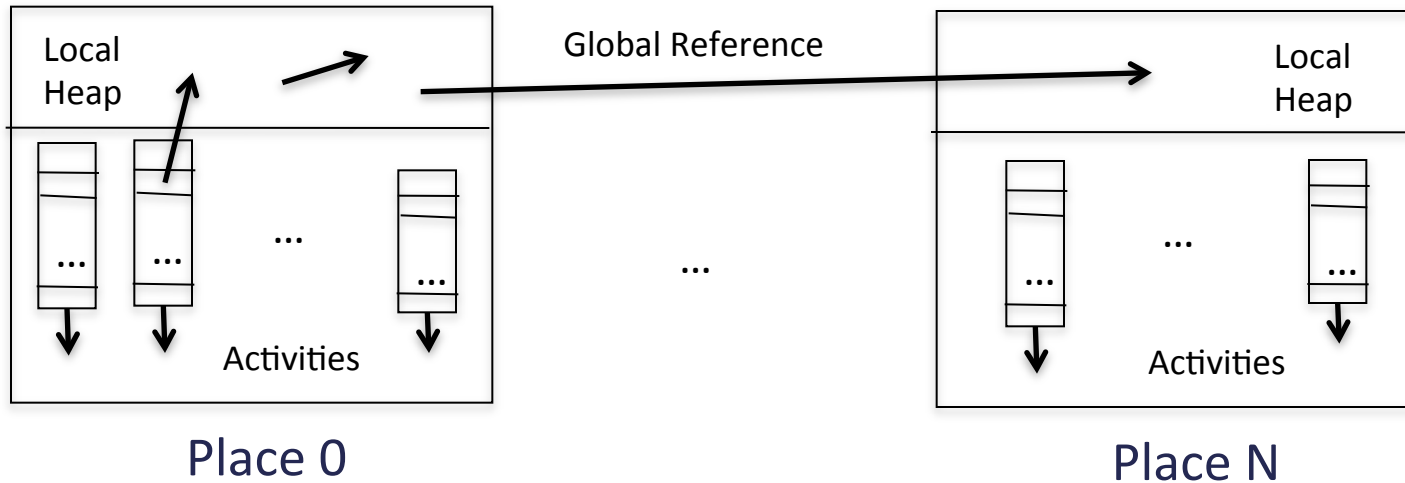 Local
Heap
Global Reference
Local
Heap
...
...
...
...
...
...
...
...
Activities
Activities
Place 0
Place N